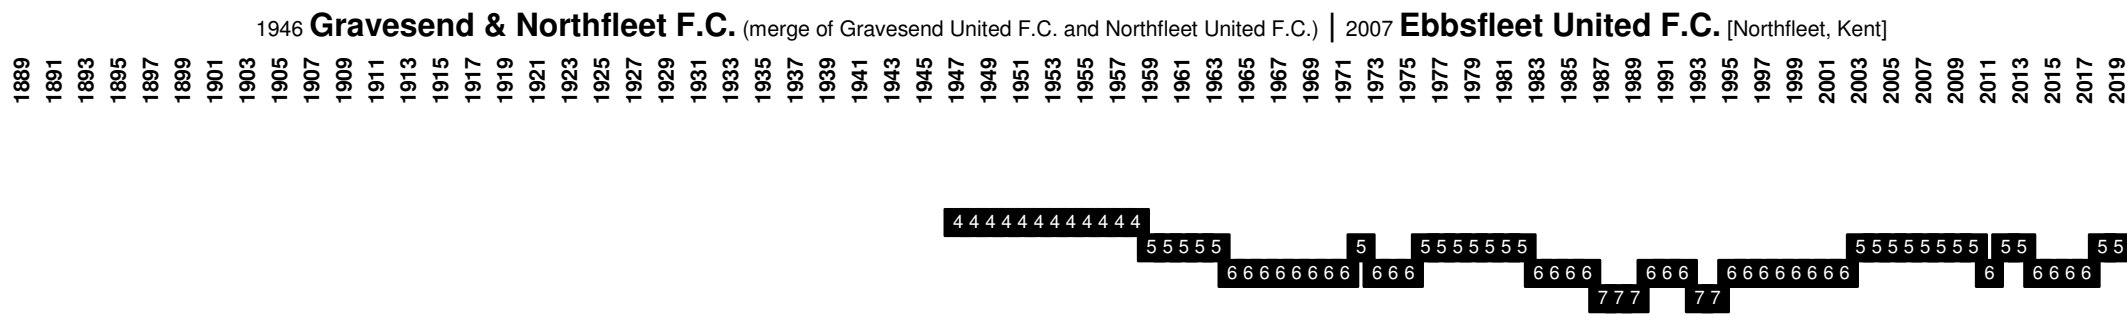 1946 Gravesend & Northfleet F.C. (merge of Gravesend United F.C. and Northfleet United F.C.) | 2007 Ebbsfleet United F.C. [Northfleet, Kent]
1889 1891 1893 1895 1897 1899 1901 1903 1905 1907 1909 1911 1913 1915 1917 1919 1921 1923 1925 1927 1929 1931 1933 1935 1937 1939 1941 1943 1945 1947 1949 1951 1953 1955 1957 1959 1961 1963 1965 1967 1969 1971 1973 1975 1977 1979 1981 1983 1985 1987 1989 1991 1993 1995 1997 1999 2001 2003 2005 2007 2009 2011 2013 2015 2017 2019
4 4 4 4 4 4 4 4 4 4 4 4
5 5 5 5 5 5 5 5 5 5 5 5 5 5 5 5 5 5 5 5 5 5 5 5 5
6 6 6 6 6 6 6 6 6 6 6 6 6 6 6 6 6 6 6 6 6 6 6 6 6 6 6 6 6 6 6
7 7 7 7 7